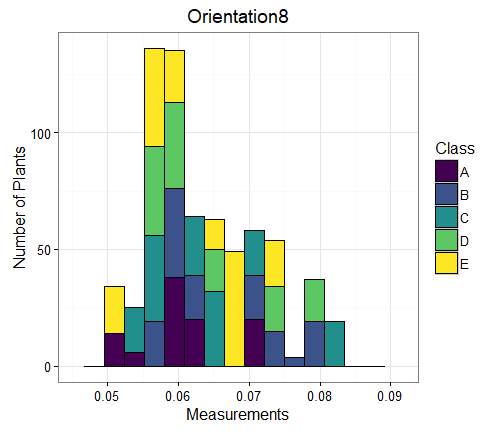 Orientation8
Number of Plants
100
50
0
0.05 0.06 0.07 0.08 0.09
Measurements
Class
A
B
C
D
E